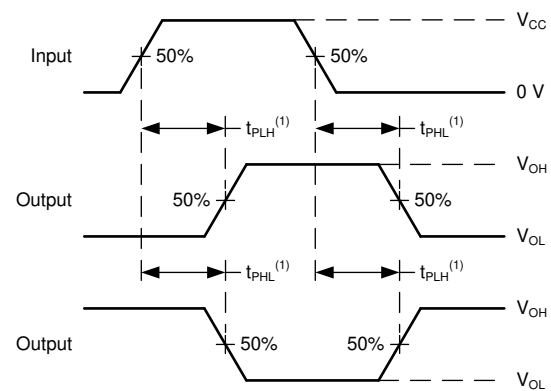 V_CC
Input 50% 50%
0 V
t_PLH^(1) t_PHL^(1)
V_OH
Output 50% 50%
V_OL
t_PHL^(1) t_PLH^(1)
V_OH
Output 50% 50%
V_OL